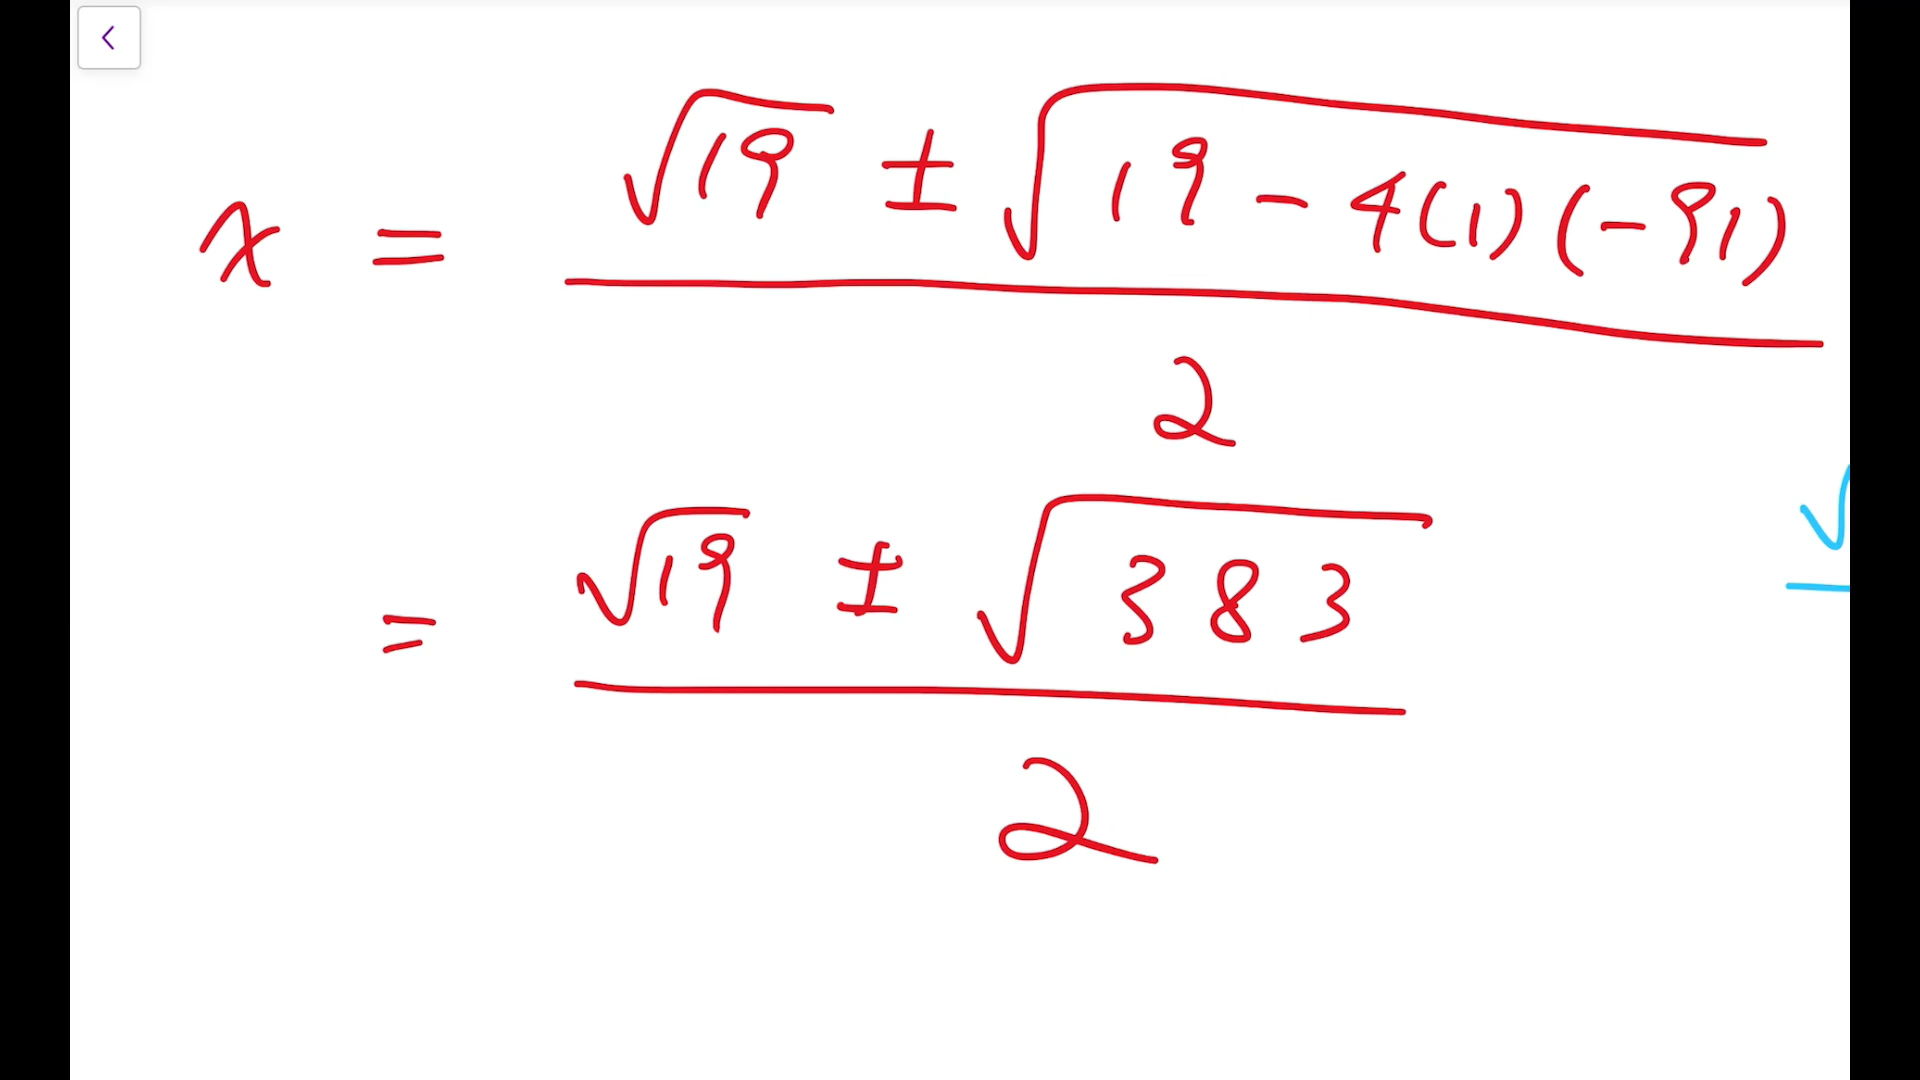 x = (√19 ± √(19 - 4(1)(-91))) / 2
= (√19 ± √383) / 2